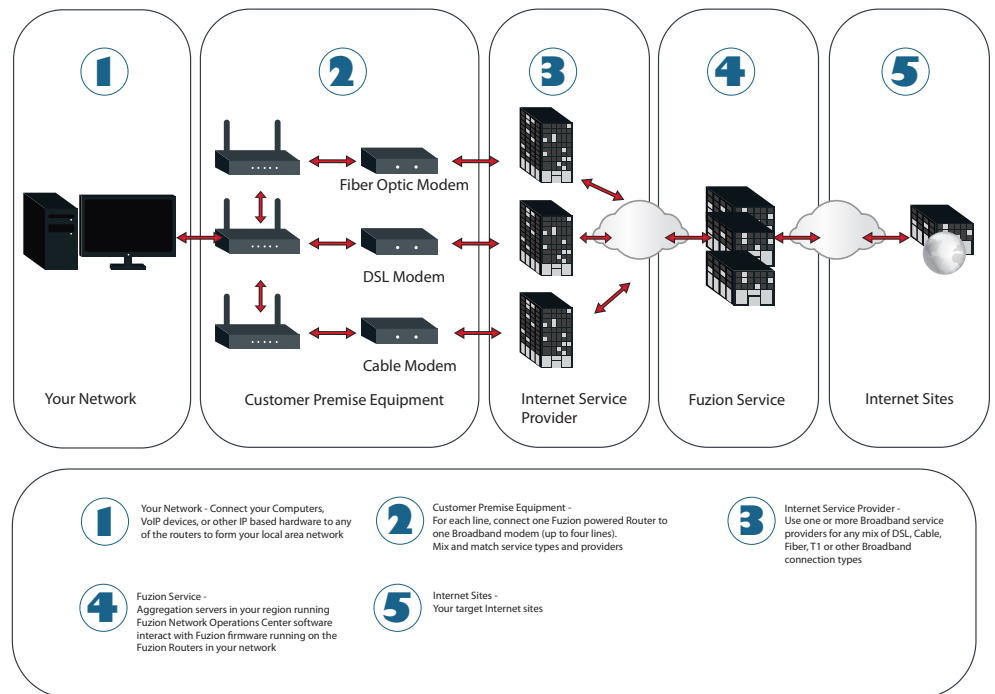 1
2
3
4
5
Fiber Optic Modem
DSL Modem
Cable Modem
Your Network
Customer Premise Equipment
Internet Service
Provider
Fuzion Service
Internet Sites
1
Your Network - Connect your Computers,
VoIP devices, or other IP based hardware to any
of the routers to form your local area network
2
Customer Premise Equipment -
For each line, connect one Fuzion powered Router to
one Broadband modem (up to four lines).
Mix and match service types and providers
3
Internet Service Provider -
Use one or more Broadband service
providers for any mix of DSL, Cable,
Fiber, T1 or other Broadband
connection types
4
Fuzion Service -
Aggregation servers in your region running
Fuzion Network Operations Center software
interact with Fuzion firmware running on the
Fuzion Routers in your network
5
Internet Sites -
Your target Internet sites